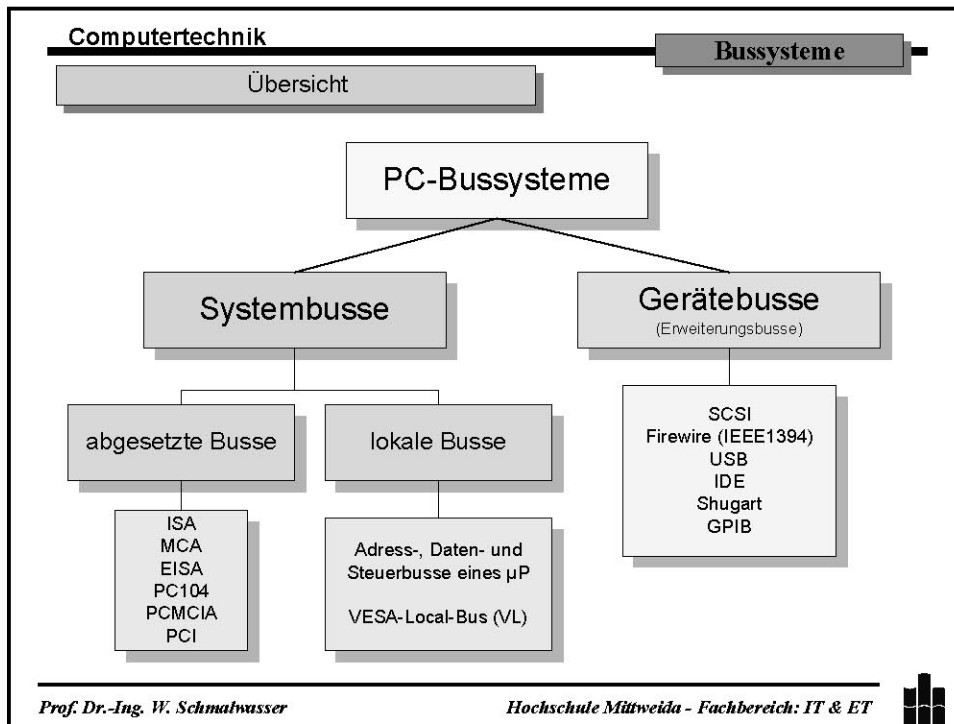 Computertechnik
Bussysteme
Übersicht
PC-Bussysteme
Systembusse
Gerätebusse
(Erweiterungsbusse)
abgesetzte Busse
lokale Busse
ISA
MCA
EISA
PC104
PCMCIA
PCI
Adress-, Daten- und
Steuerbusse eines µP
VESA-Local-Bus (VL)
SCSI
Firewire (IEEE1394)
USB
IDE
Shugart
GPIB
Prof. Dr.-Ing. W. Schmalwasser
Hochschule Mittweida - Fachbereich: IT & ET